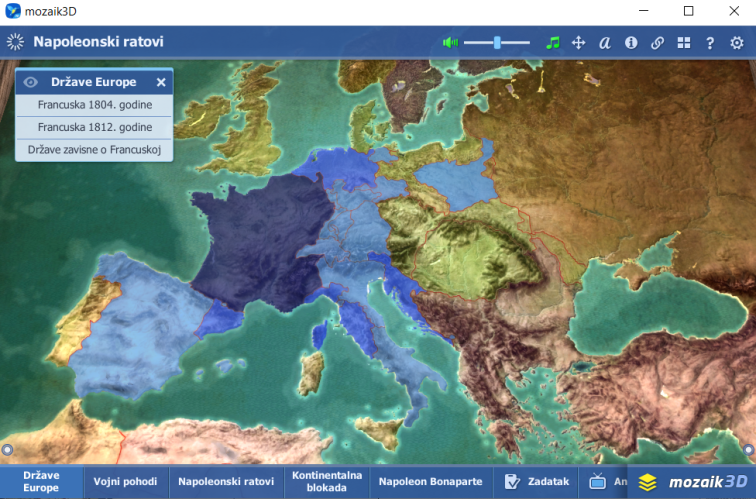 mozaik3D
Napoleonski ratovi
Države Europe
Francuska 1804. godine
Francuska 1812. godine
Države zavisne o Francuskoj
Države
Europe
Vojni pohodi
Napoleonski ratovi
Kontinentalna
blokada
Napoleon Bonaparte
Zadatak
An
mozaik3D